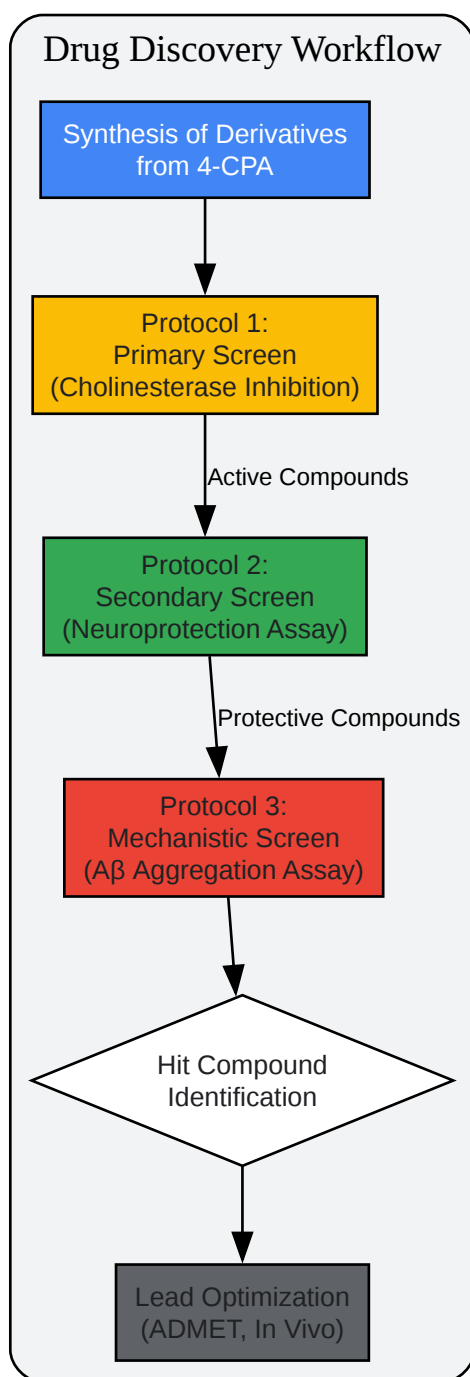 Drug Discovery Workflow
Synthesis of Derivatives
from 4-CPA
Protocol 1:
Primary Screen
(Cholinesterase Inhibition)
Active Compounds
Protocol 2:
Secondary Screen
(Neuroprotection Assay)
Protective Compounds
Protocol 3:
Mechanistic Screen
(Aβ Aggregation Assay)
Hit Compound
Identification
Lead Optimization
(ADMET, In Vivo)